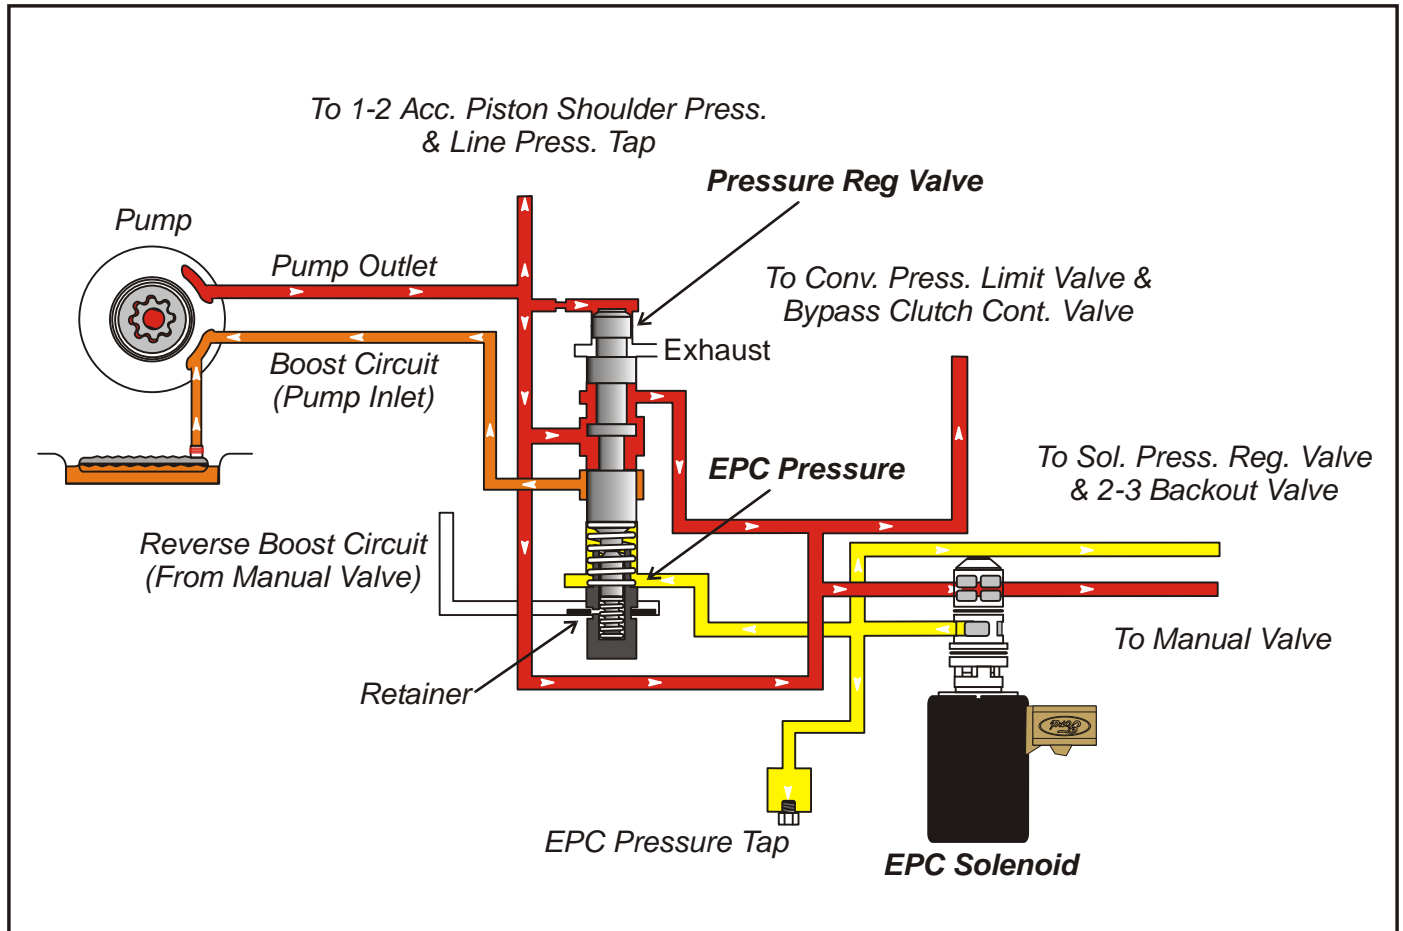 To 1-2 Acc. Piston Shoulder Press.
& Line Press. Tap
Pressure Reg Valve
Pump
Pump Outlet
To Conv. Press. Limit Valve &
Bypass Clutch Cont. Valve
Exhaust
Boost Circuit
(Pump Inlet)
EPC Pressure
To Sol. Press. Reg. Valve
& 2-3 Backout Valve
Reverse Boost Circuit
(From Manual Valve)
To Manual Valve
Retainer
EPC Pressure Tap
EPC Solenoid